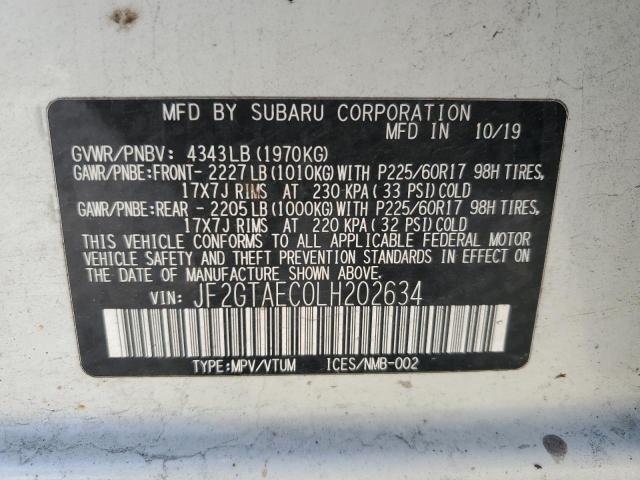 MFD BY SUBARU CORPORATION
MFD IN 10/19
GVWR/PNBV: 4343LB (1970KG)
GAWR/PNBE:FRONT- 2227 LB (1010KG) WITH P225/60R17 98H TIRES,
17X7J RIMS AT 230 KPA ( 33 PSI ) COLD
GAWR/PNBE:REAR - 2205 LB (1000KG) WITH P225/60R17 98H TIRES,
17X7J RIMS AT 220 KPA ( 32 PSI ) COLD
THIS VEHICLE CONFORMS TO ALL APPLICABLE FEDERAL MOTOR
VEHICLE SAFETY AND THEFT PREVENTION STANDARDS IN EFFECT ON
THE DATE OF MANUFACTURE SHOWN ABOVE.
VIN: JF2GTAEC0LH202634
TYPE:MPV/VTUM ICES/NMB-002